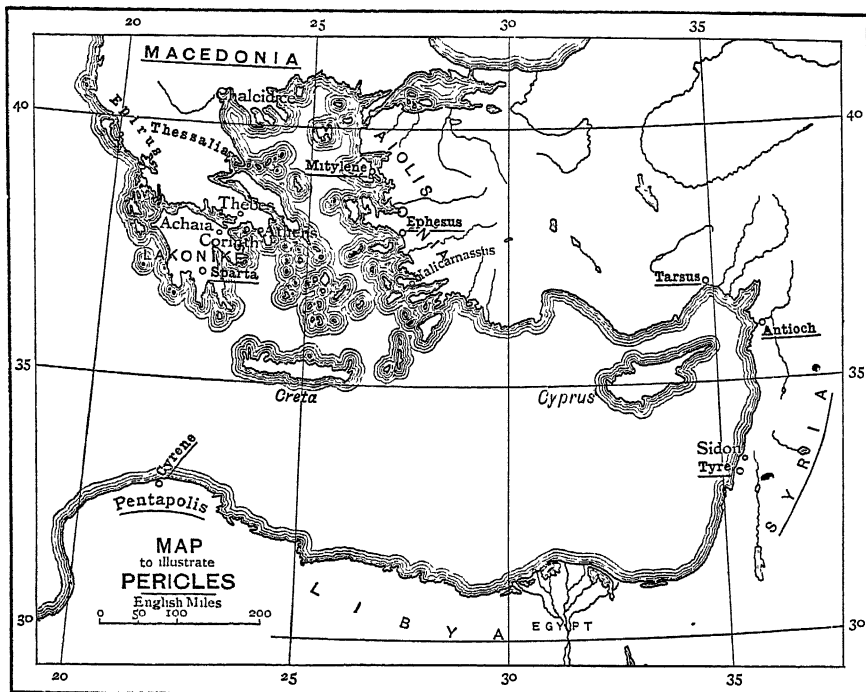 20 25 30 35
MACEDONIA
40 40
Chalcidice
Epirus
Thessalia
ÆOLIS
Mitylene
Thebes
Achaia
Athens
Corinth
Ephesus
LAKONIKE
Sparta
Halicarnassus
Tarsus
Antioch
35 35
Creta
Cyprus
SYRIA
Sidon
Tyre
Cyrene
Pentapolis
MAP
to illustrate
PERICLES
English Miles
0 50 100 200
LIBYA
EGYPT
30 30
20 25 30 35